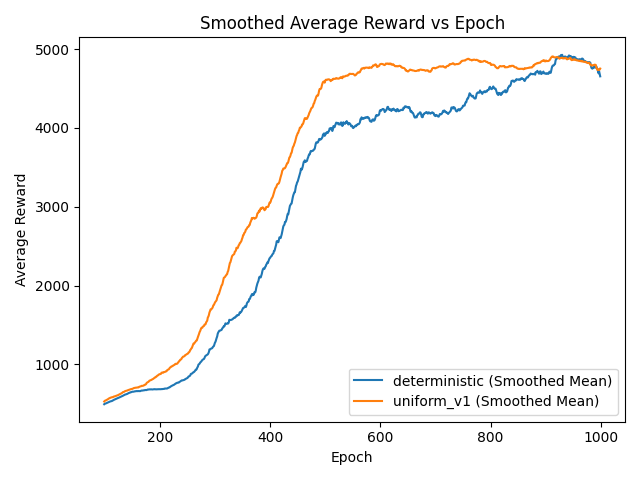 Smoothed Average Reward vs Epoch
Average Reward
5000
4000
3000
2000
1000
200
400
600
800
1000
Epoch
deterministic (Smoothed Mean)
uniform_v1 (Smoothed Mean)